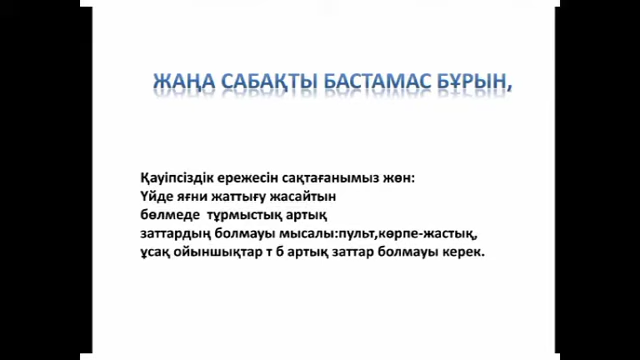 ЖАҢА САБАҚТЫ БАСТАМАС БҰРЫН,
Қауіпсіздік ережесін сақтағанымыз жөн:
Үйде яғни жаттығу жасайтын
бөлмеде тұрмыстық артық
заттардың болмауы мысалы:пульт,көрпе-жастық,
ұсақ ойыншықтар т б артық заттар болмауы керек.